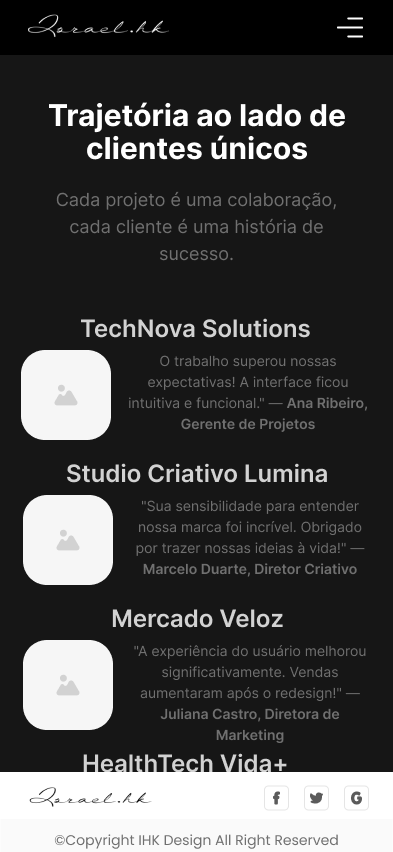 Israel.hk
Trajetória ao lado de
clientes únicos
Cada projeto é uma colaboração,
cada cliente é uma história de
sucesso.
TechNova Solutions
O trabalho superou nossas
expectativas! A interface ficou
intuitiva e funcional." — Ana Ribeiro,
Gerente de Projetos
Studio Criativo Lumina
"Sua sensibilidade para entender
nossa marca foi incrível. Obrigado
por trazer nossas ideias à vida!" —
Marcelo Duarte, Diretor Criativo
Mercado Veloz
"A experiência do usuário melhorou
significativamente. Vendas
aumentaram após o redesign!" —
Juliana Castro, Diretora de
Marketing
HealthTech Vida+
Israel.hk
©Copyright IHK Design All Right Reserved